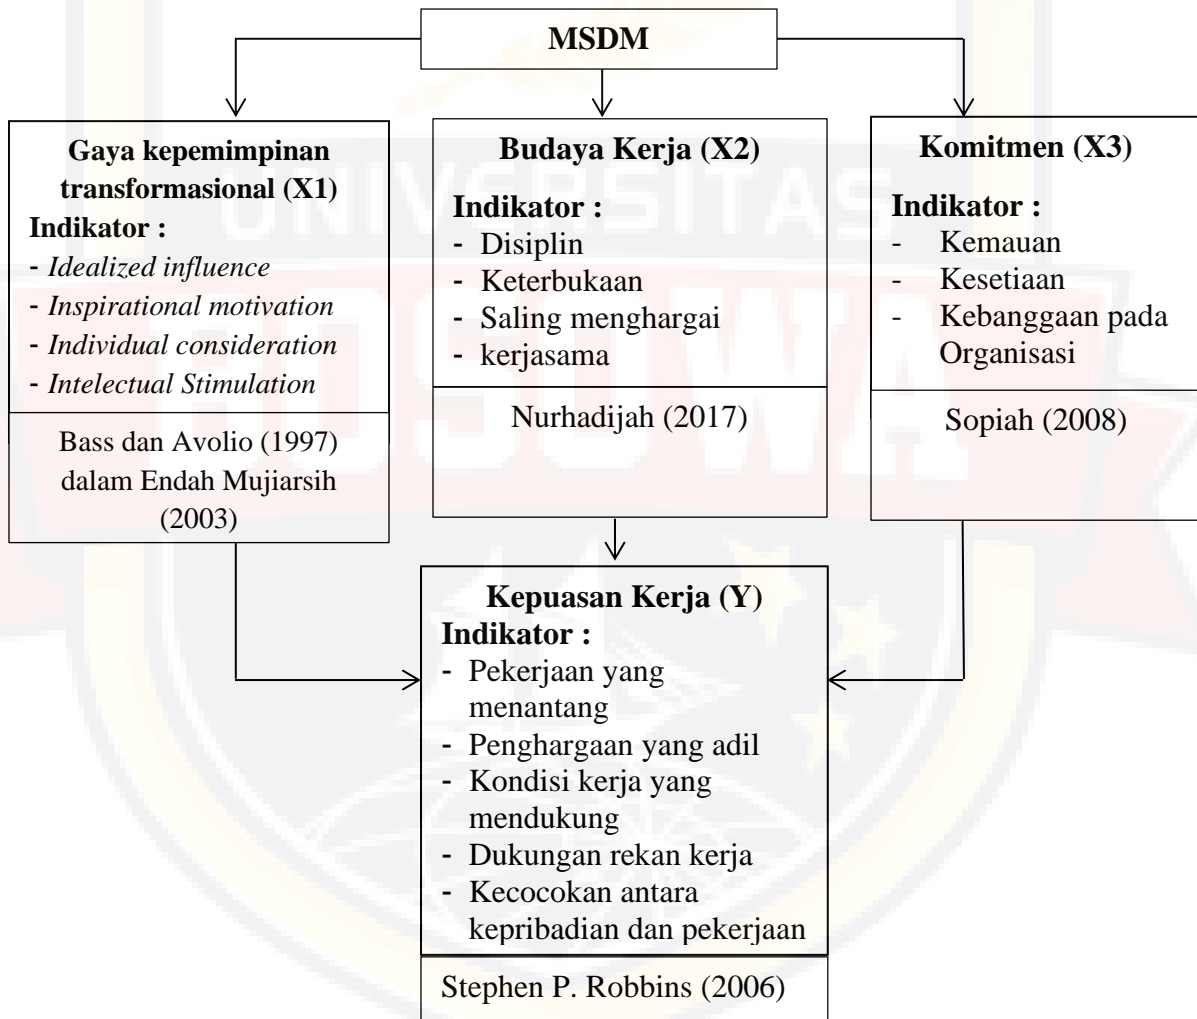 MSDM
Gaya kepemimpinan
transformasional (X1)
Indikator :
- Idealized influence
- Inspirational motivation
- Individual consideration
- Intelectual Stimulation
Bass dan Avolio (1997)
dalam Endah Mujiarsih
(2003)
Budaya Kerja (X2)
Indikator :
- Disiplin
- Keterbukaan
- Saling menghargai
- kerjasama
Nurhadijah (2017)
Komitmen (X3)
Indikator :
- Kemauan
- Kesetiaan
- Kebanggaan pada
Organisasi
Sopiah (2008)
Kepuasan Kerja (Y)
Indikator :
- Pekerjaan yang
menantang
- Penghargaan yang adil
- Kondisi kerja yang
mendukung
- Dukungan rekan kerja
- Kecocokan antara
kepribadian dan pekerjaan
Stephen P. Robbins (2006)
UNIVERSITAS
BOSOWA